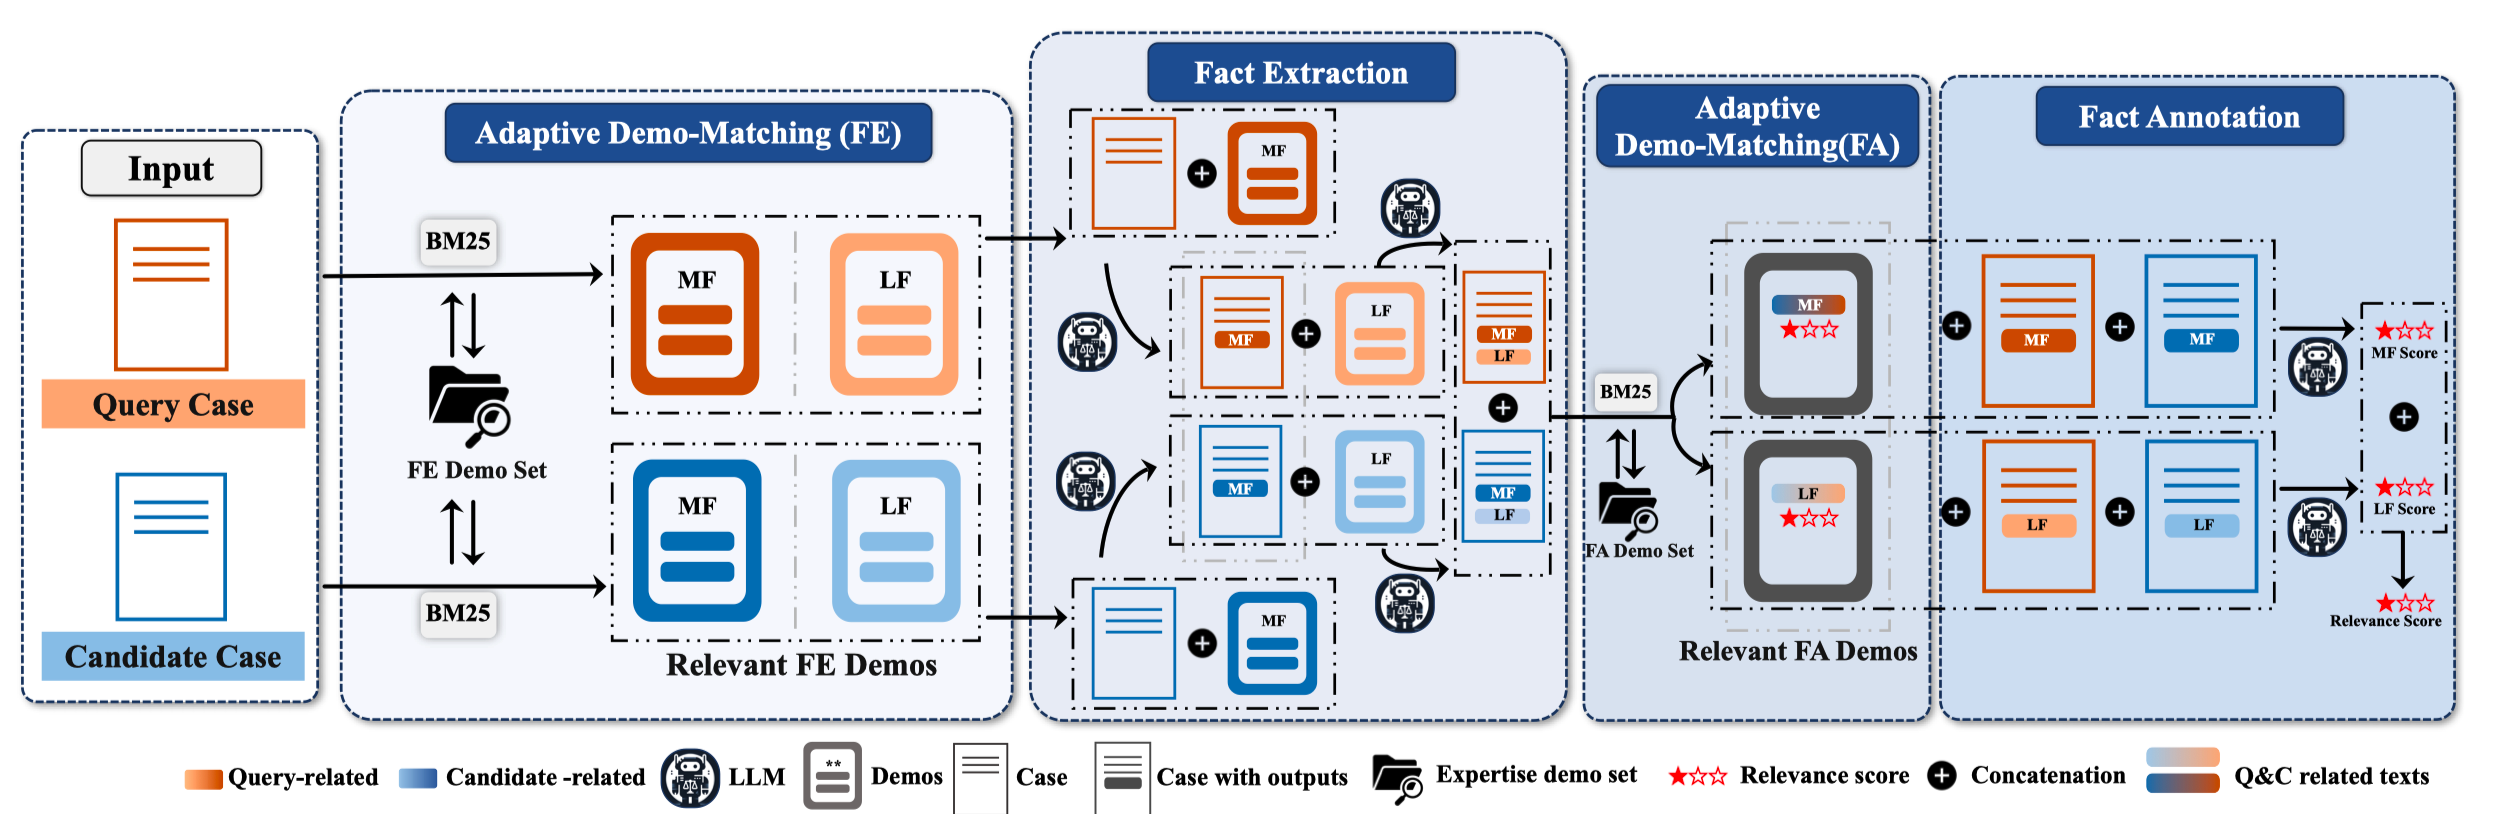 Input
Query Case
Candidate Case
Adaptive Demo-Matching (FE)
BM25
FE Demo Set
BM25
MF
LF
MF
LF
Relevant FE Demos
Fact Extraction
MF
MF
LF
MF
LF
MF
LF
MF
LF
MF
Adaptive
Demo-Matching(FA)
BM25
FA Demo Set
MF
LF
Relevant FA Demos
Fact Annotation
MF
MF
MF Score
LF
LF
LF Score
Relevance Score
Query-related
Candidate -related
LLM
**
Demos
Case
Case with outputs
Expertise demo set
Relevance score
Concatenation
Q&C related texts